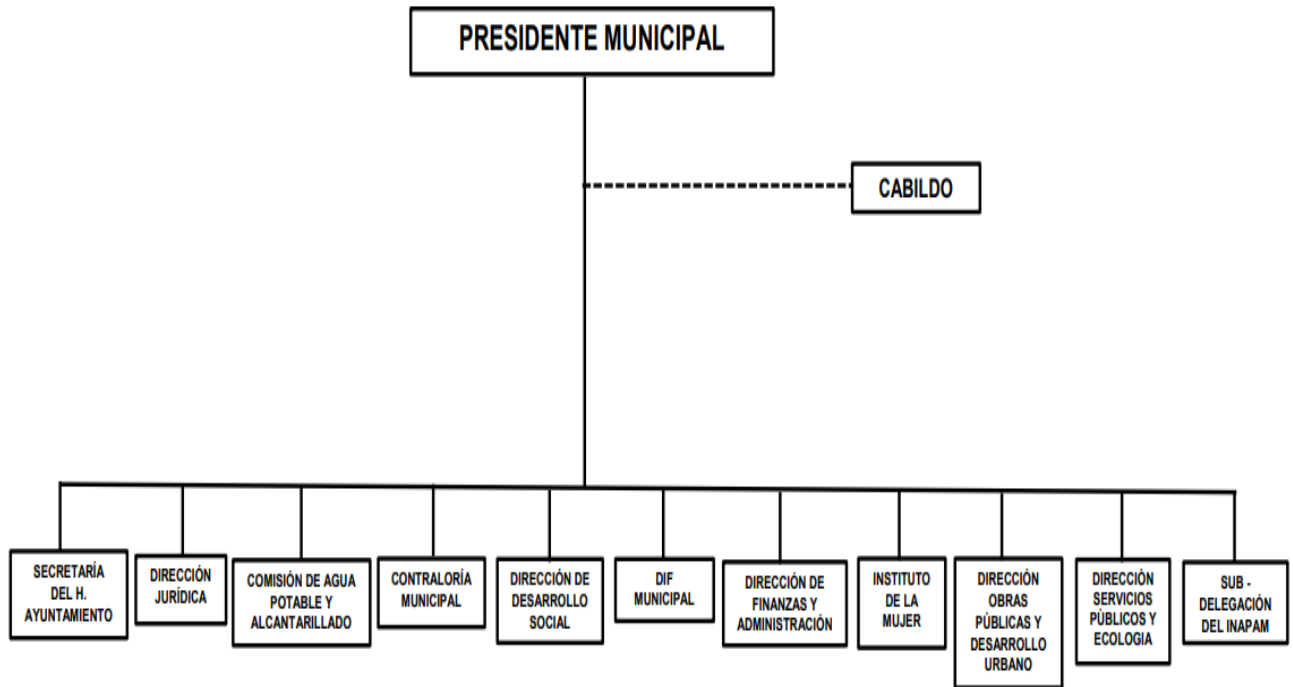 PRESIDENTE MUNICIPAL
CABILDO
SECRETARÍA
DEL H.
AYUNTAMIENTO
DIRECCIÓN
JURÍDICA
COMISIÓN DE AGUA
POTABLE Y
ALCANTARILLADO
CONTRALORÍA
MUNICIPAL
DIRECCIÓN DE
DESARROLLO
SOCIAL
DIF
MUNICIPAL
DIRECCIÓN DE
FINANZAS Y
ADMINISTRACIÓN
INSTITUTO
DE LA
MUJER
DIRECCIÓN
OBRAS
PÚBLICAS Y
DESARROLLO
URBANO
DIRECCIÒN
SERVICIOS
PÙBLICOS Y
ECOLOGIA
SUB -
DELEGACIÓN
DEL INAPAM